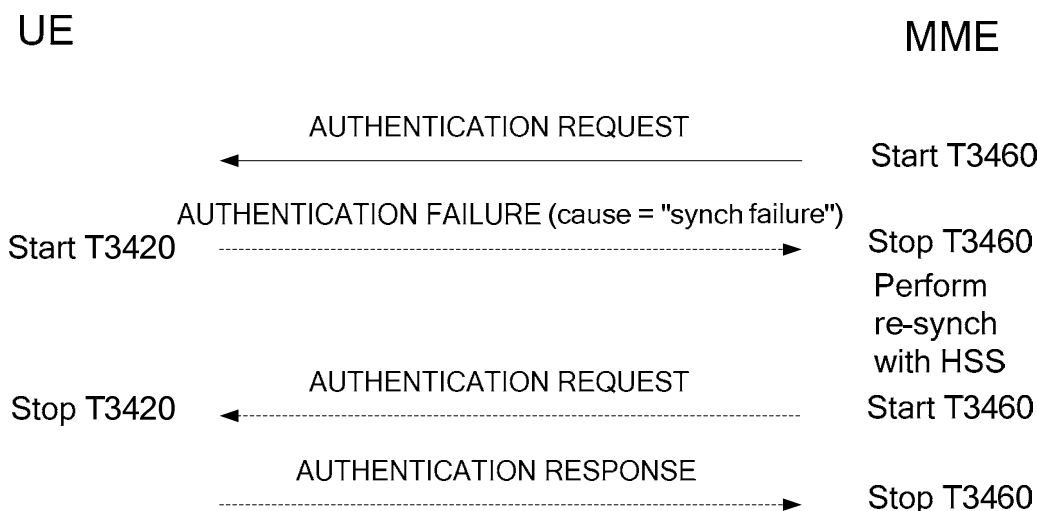 UE
MME
AUTHENTICATION REQUEST
Start T3460
AUTHENTICATION FAILURE (cause = "synch failure")
Start T3420
Stop T3460
Perform
re-synch
with HSS
AUTHENTICATION REQUEST
Stop T3420
Start T3460
AUTHENTICATION RESPONSE
Stop T3460